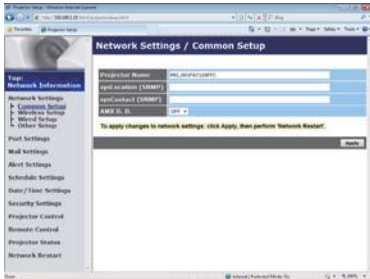 Network Settings / Common Setup
Top:
Network Information
Network Settings
Common Setup
Wireless Setup
Wired Setup
Other Setup
Port Settings
Mail Settings
Alert Settings
Schedule Settings
Date/Time Settings
Security Settings
Projector Control
Remote Control
Projector Status
Network Restart
Projector Name
sysLocation (SNMP)
sysContact (SNMP)
AMX D. D.
OFF
To apply changes to network settings: click Apply, then perform 'Network Restart'.
Apply